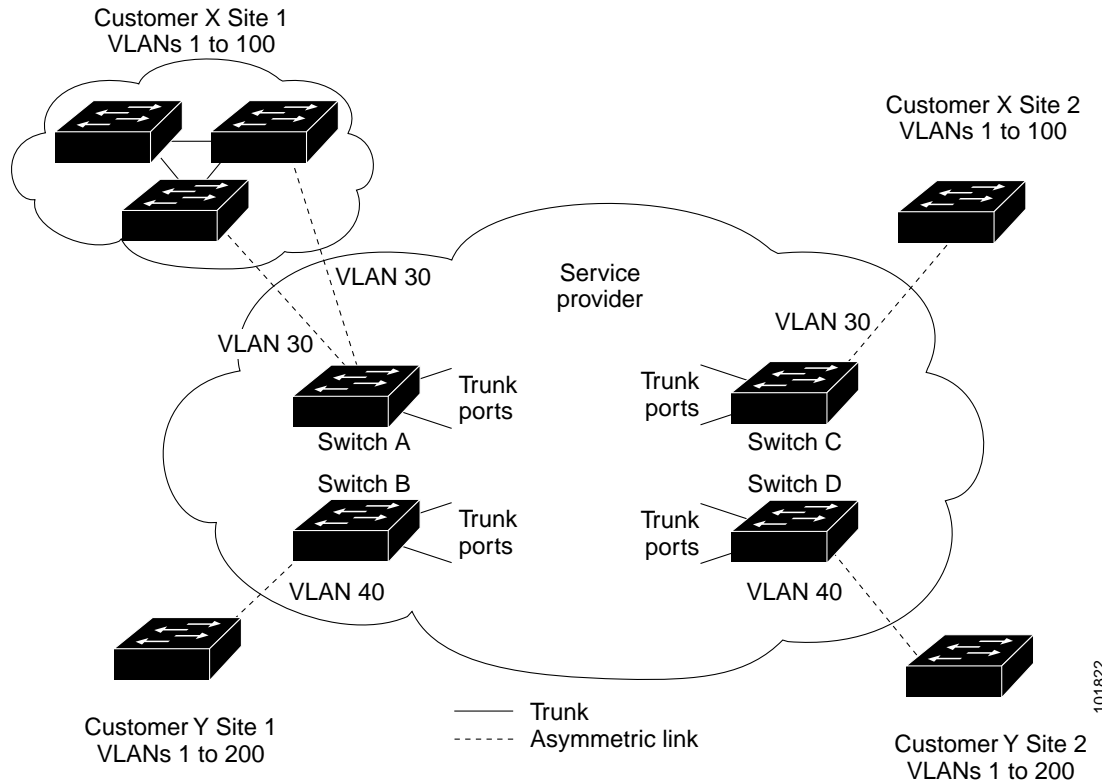 Customer X Site 1
VLANs 1 to 100
Customer X Site 2
VLANs 1 to 100
VLAN 30
Service
provider
VLAN 30
VLAN 30
Trunk
ports
Trunk
ports
Switch A
Switch C
Switch B
Switch D
Trunk
ports
Trunk
ports
VLAN 40
VLAN 40
Customer Y Site 1
VLANs 1 to 200
Trunk
Asymmetric link
Customer Y Site 2
VLANs 1 to 200
101822